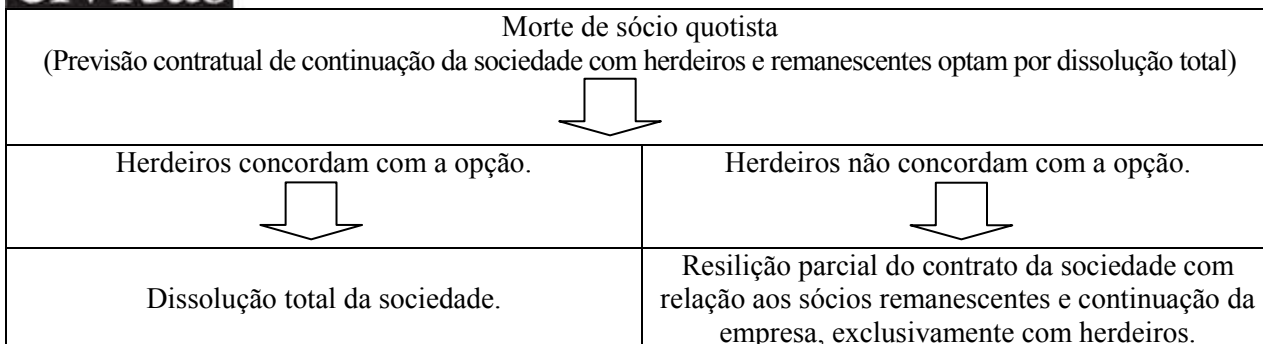 Morte de sócio quotista
(Previsão contratual de continuação da sociedade com herdeiros e remanescentes optam por dissolução total)
Herdeiros concordam com a opção.
Herdeiros não concordam com a opção.
Dissolução total da sociedade.
Resilição parcial do contrato da sociedade com
relação aos sócios remanescentes e continuação da
empresa, exclusivamente com herdeiros.